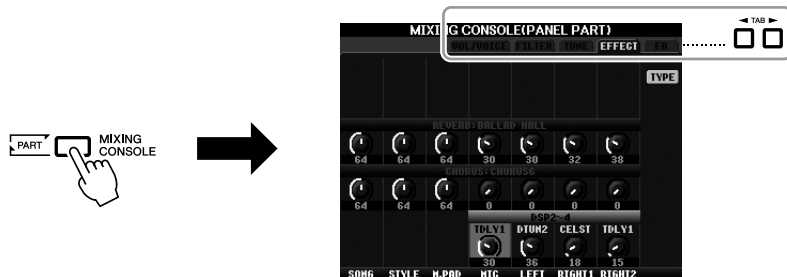 ◄ TAB ►
MIXING CONSOLE(PANEL PART)
VOL/VOICE FILTER TUNE EFFECT EQ
TYPE
PART
MIXING
CONSOLE
REVERB:BALLAD HALL
64 64 64 30 30 32 38
CHORUS:CHORUS6
64 64 64 0 0 0 0
DSP2~4
TDLY1 DTUN2 CELST TDLY1
30 36 18 15
SONG STYLE M.PAD MIC LEFT RIGHT1 RIGHT2